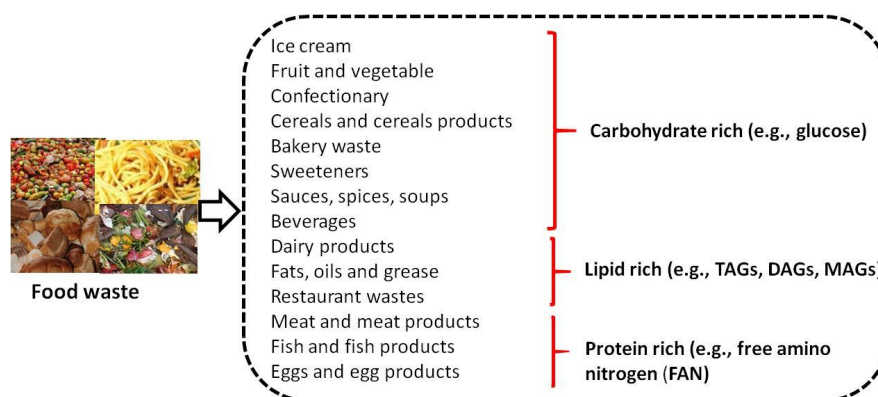 Ice cream
Fruit and vegetable
Confectionary
Cereals and cereals products
Bakery waste
Sweeteners
Sauces, spices, soups
Beverages
Dairy products
Fats, oils and grease
Restaurant wastes
Meat and meat products
Fish and fish products
Eggs and egg products
Food waste
Carbohydrate rich (e.g., glucose)
Lipid rich (e.g., TAGs, DAGs, MAGs)
Protein rich (e.g., free amino
nitrogen (FAN)